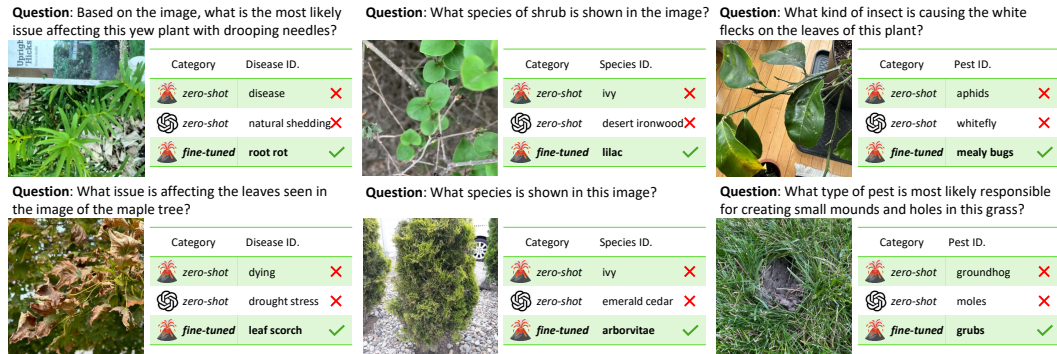 Question: Based on the image, what is the most likely
issue affecting this yew plant with drooping needles?
Uprigh
Hicks
Category Disease ID.
zero-shot disease
zero-shot natural shedding
fine-tuned root rot
Question: What species of shrub is shown in the image?
Category Species ID.
zero-shot ivy
zero-shot desert ironwood
fine-tuned lilac
Question: What kind of insect is causing the white
flecks on the leaves of this plant?
Category Pest ID.
zero-shot aphids
zero-shot whitefly
fine-tuned mealy bugs
Question: What issue is affecting the leaves seen in
the image of the maple tree?
Category Disease ID.
zero-shot dying
zero-shot drought stress
fine-tuned leaf scorch
Question: What species is shown in this image?
Category Species ID.
zero-shot ivy
zero-shot emerald cedar
fine-tuned arborvitae
Question: What type of pest is most likely responsible
for creating small mounds and holes in this grass?
Category Pest ID.
zero-shot groundhog
zero-shot moles
fine-tuned grubs